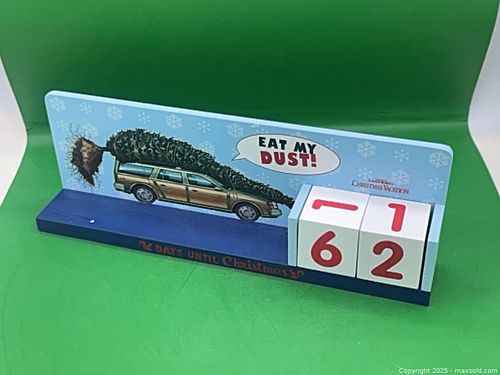 EAT MY
DUST!
CHRISTMAS VACATION
1 1
6 2
DAYS UNTIL Christmas
Copyright 2025 - maxsold.com